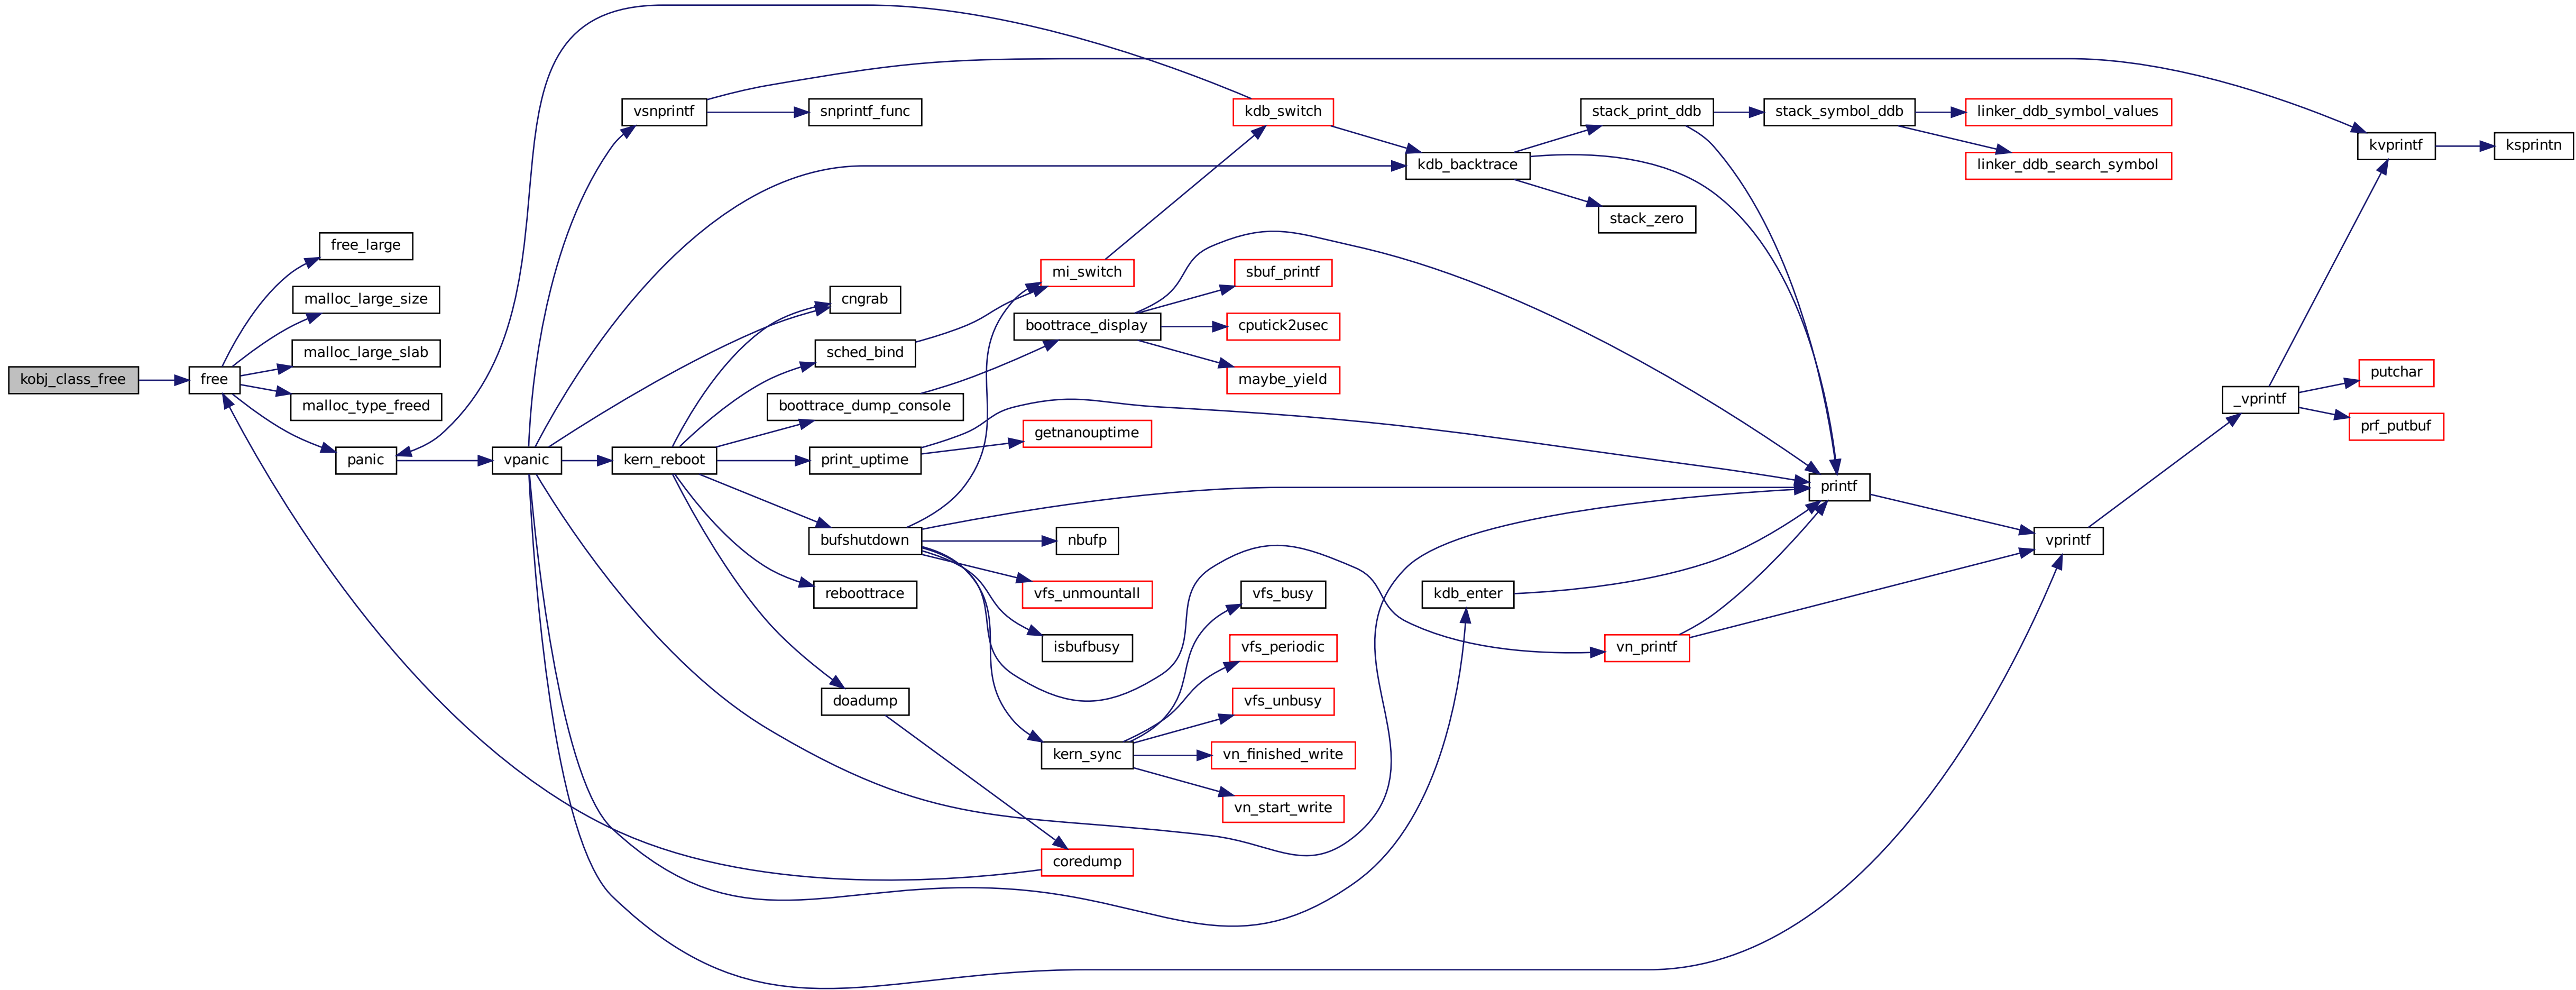 kobj_class_free
free
free_large
malloc_large_size
malloc_large_slab
malloc_type_freed
panic
vpanic
vsnprintf
snprintf_func
kern_reboot
cngrab
sched_bind
boottrace_dump_console
print_uptime
bufshutdown
reboottrace
doadump
mi_switch
boottrace_display
getnanouptime
nbufp
vfs_unmountall
isbufbusy
kern_sync
coredump
kdb_switch
sbuf_printf
cputick2usec
maybe_yield
vfs_busy
vfs_periodic
vfs_unbusy
vn_finished_write
vn_start_write
kdb_backtrace
kdb_enter
stack_print_ddb
stack_zero
vn_printf
stack_symbol_ddb
printf
linker_ddb_symbol_values
linker_ddb_search_symbol
vprintf
_vprintf
kvprintf
putchar
prf_putbuf
ksprintn